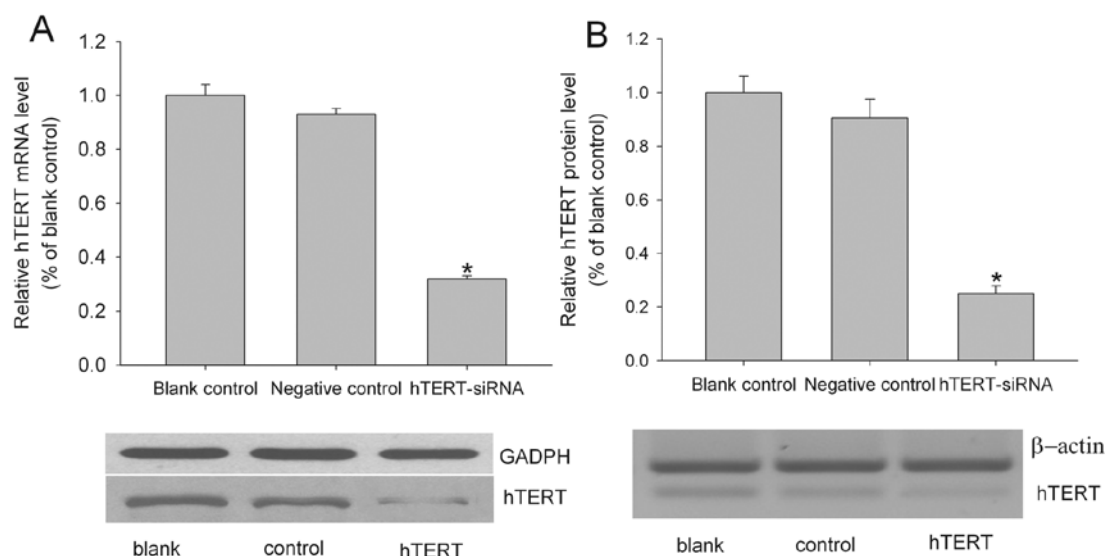 A
Relative hTERT mRNA level
(% of blank control)
1.2
1.0
0.8
0.6
0.4
0.2
0.0
*
Blank control Negative control hTERT-siRNA
GADPH
hTERT
blank control hTERT
B
Relative hTERT protein level
(% of blank control)
1.2
1.0
0.8
0.6
0.4
0.2
0.0
*
Blank control Negative control hTERT-siRNA
β-actin
hTERT
blank control hTERT